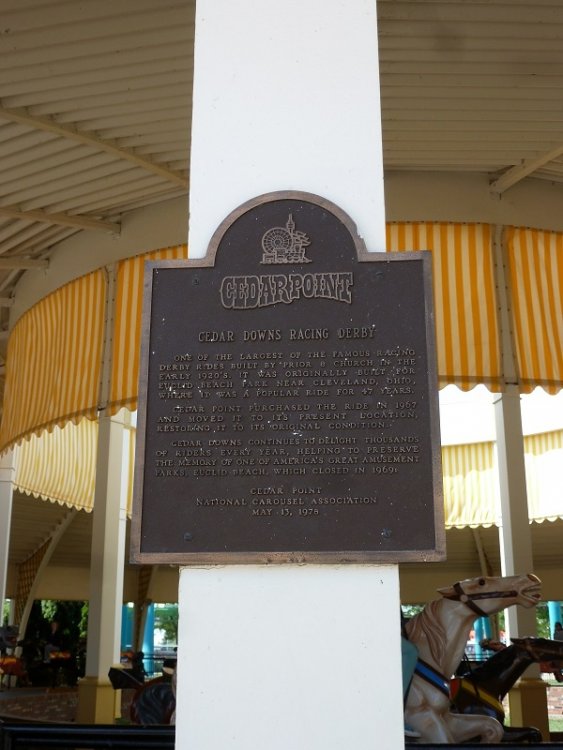 CEDAR POINT
CEDAR DOWNS RACING DERBY
ONE OF THE LARGEST OF THE FAMOUS RACING
DERBY RIDES BUILT BY PRIOR & CHURCH IN THE
EARLY 1920'S. IT WAS ORIGINALLY BUILT FOR
EUCLID BEACH PARK NEAR CLEVELAND, OHIO,
WHERE IT WAS A POPULAR RIDE FOR 47 YEARS.
CEDAR POINT PURCHASED THE RIDE IN 1967
AND MOVED IT TO ITS PRESENT LOCATION,
RESTORING IT TO ITS ORIGINAL CONDITION.
CEDAR DOWNS CONTINUES TO DELIGHT THOUSANDS
OF RIDERS EVERY YEAR, HELPING TO PRESERVE
THE MEMORY OF ONE OF AMERICA'S GREAT AMUSEMENT
PARKS, EUCLID BEACH, WHICH CLOSED IN 1969.
CEDAR POINT
NATIONAL CAROUSEL ASSOCIATION
MAY 13, 1978